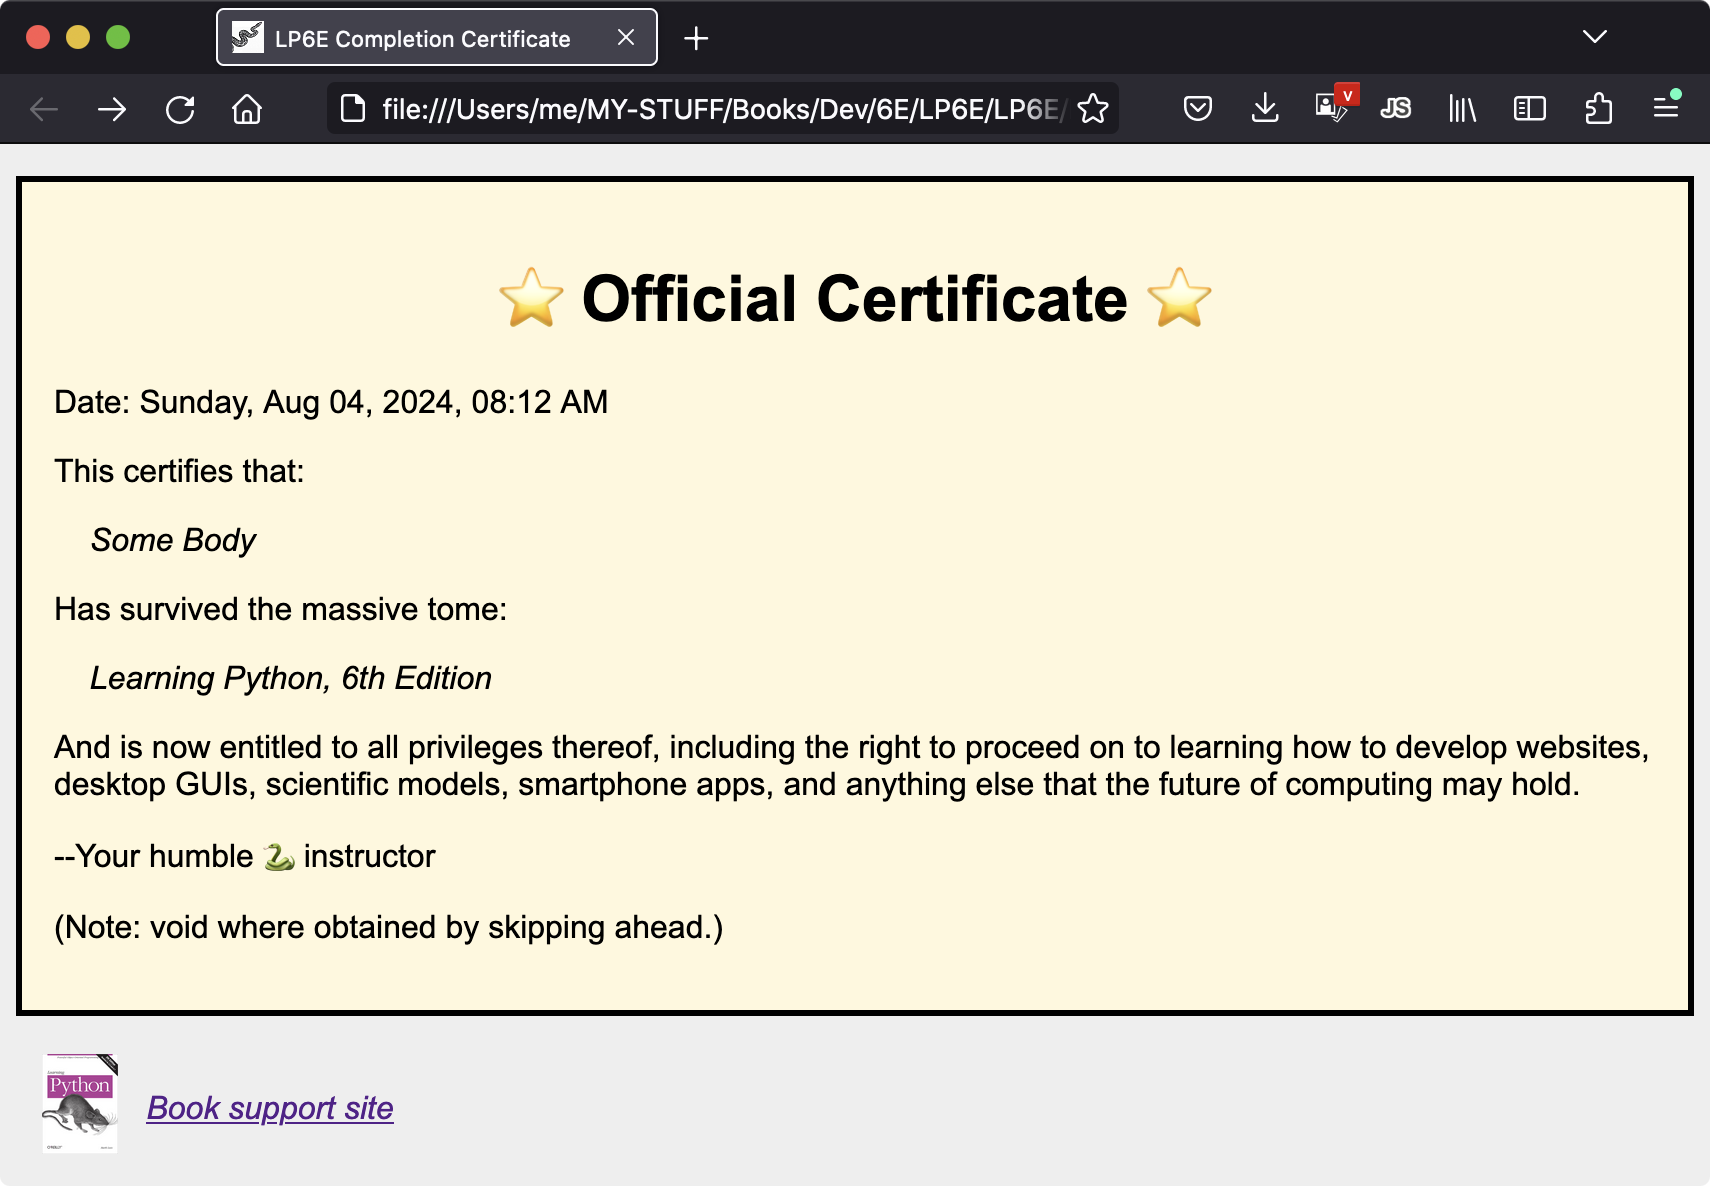 LP6E Completion Certificate
file:///Users/me/MY-STUFF/Books/Dev/6E/LP6E/LP6E/
V
JS
⭐ Official Certificate ⭐
Date: Sunday, Aug 04, 2024, 08:12 AM
This certifies that:
Some Body
Has survived the massive tome:
Learning Python, 6th Edition
And is now entitled to all privileges thereof, including the right to proceed on to learning how to develop websites,
desktop GUIs, scientific models, smartphone apps, and anything else that the future of computing may hold.
--Your humble 🐍 instructor
(Note: void where obtained by skipping ahead.)
Learning
Python
O'REILLY
Book support site